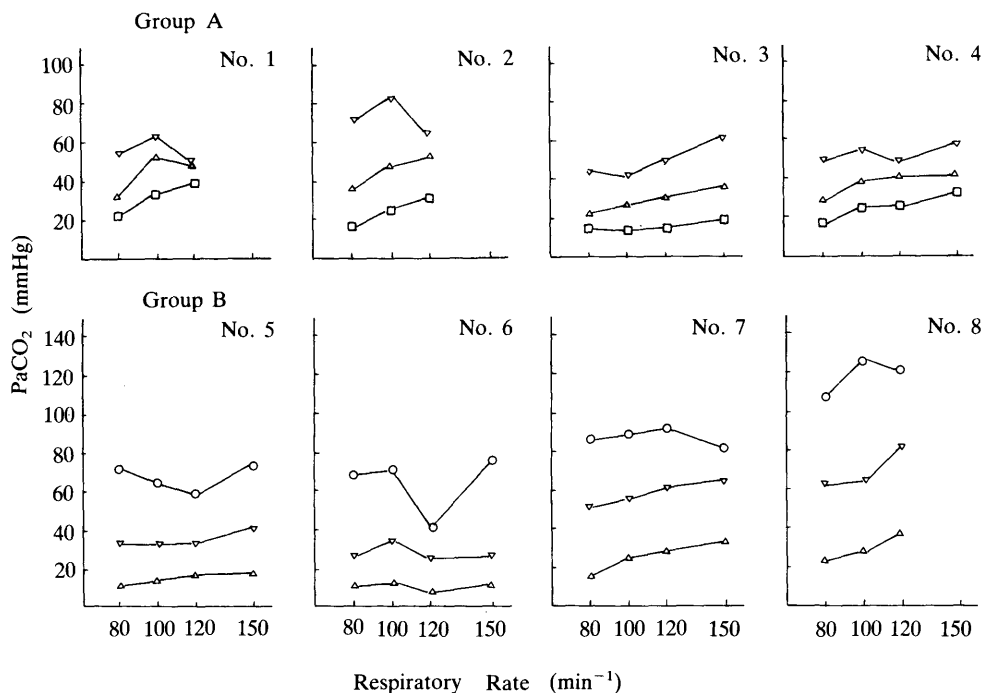 Group A
No. 1
No. 2
No. 3
No. 4
100
80
60
40
20
Group B
No. 5
No. 6
No. 7
No. 8
140
120
100
80
60
40
20
PaCO₂ (mmHg)
80 100 120 150
80 100 120 150
80 100 120 150
80 100 120 150
Respiratory Rate (min⁻¹)